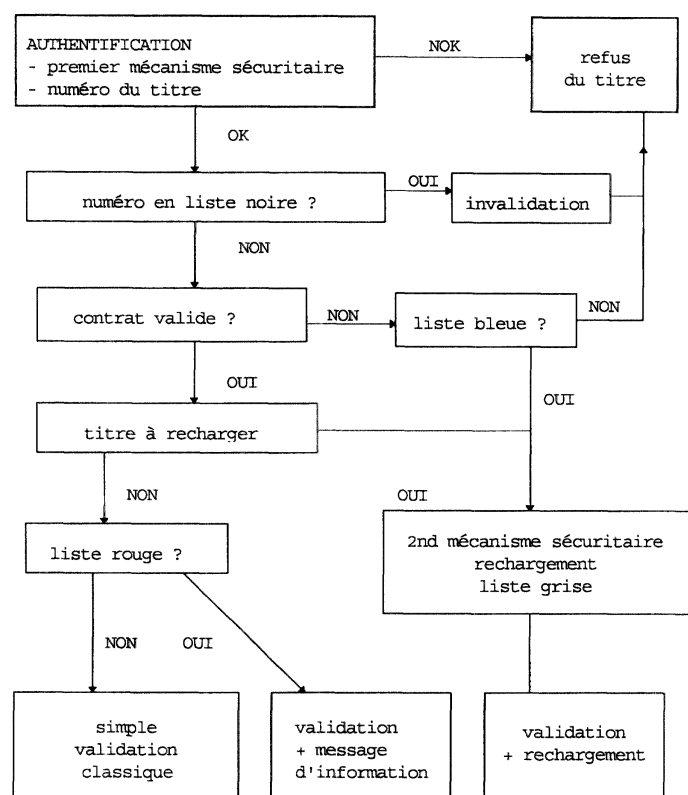 AUTHENTIFICATION
- premier mécanisme sécuritaire
- numéro du titre
NOK
refus
du titre
OK
numéro en liste noire ?
OUI
invalidation
NON
contrat valide ?
NON
liste bleue ?
NON
OUI
OUI
titre à recharger
NON
OUI
liste rouge ?
2nd mécanisme sécuritaire
rechargement
liste grise
NON
OUI
simple
validation
classique
validation
+ message
d'information
validation
+ rechargement